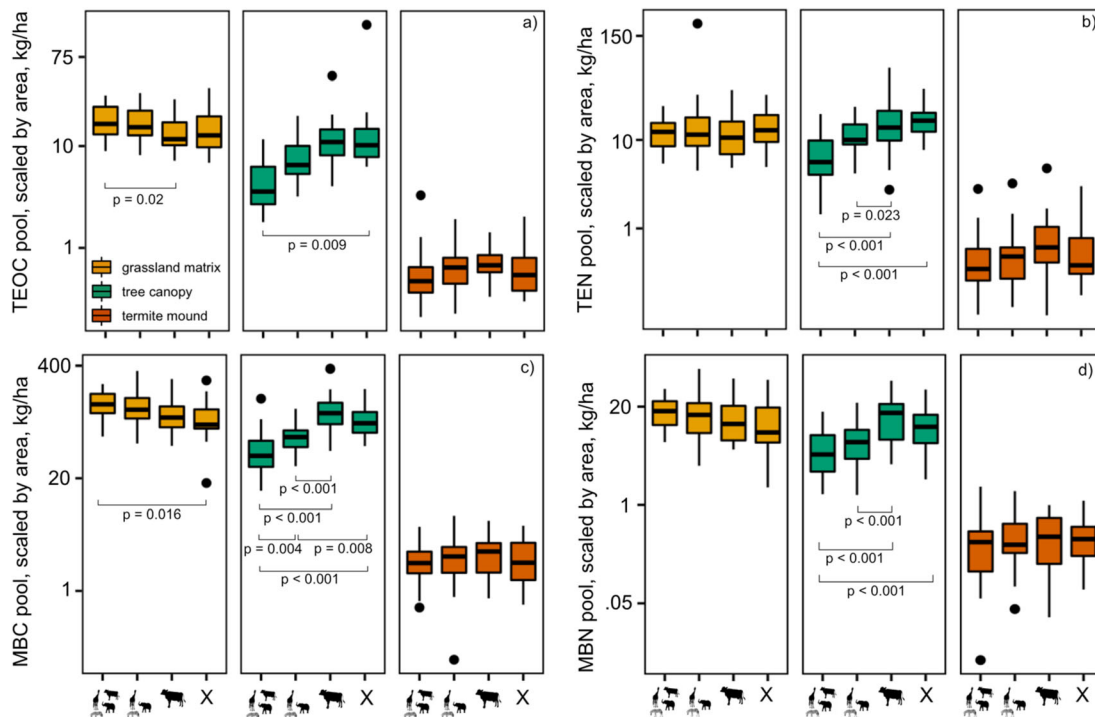 TEOC pool, scaled by area, kg/ha
75
10
1
a)
p = 0.02
p = 0.009
grassland matrix
tree canopy
termite mound
TEN pool, scaled by area, kg/ha
150
10
1
b)
p = 0.023
p < 0.001
p < 0.001
MBC pool, scaled by area, kg/ha
400
20
1
c)
p = 0.016
p < 0.001
p < 0.001
p = 0.004
p = 0.008
p < 0.001
X
X
X
MBN pool, scaled by area, kg/ha
20
1
.05
d)
p < 0.001
p < 0.001
p < 0.001
X
X
X